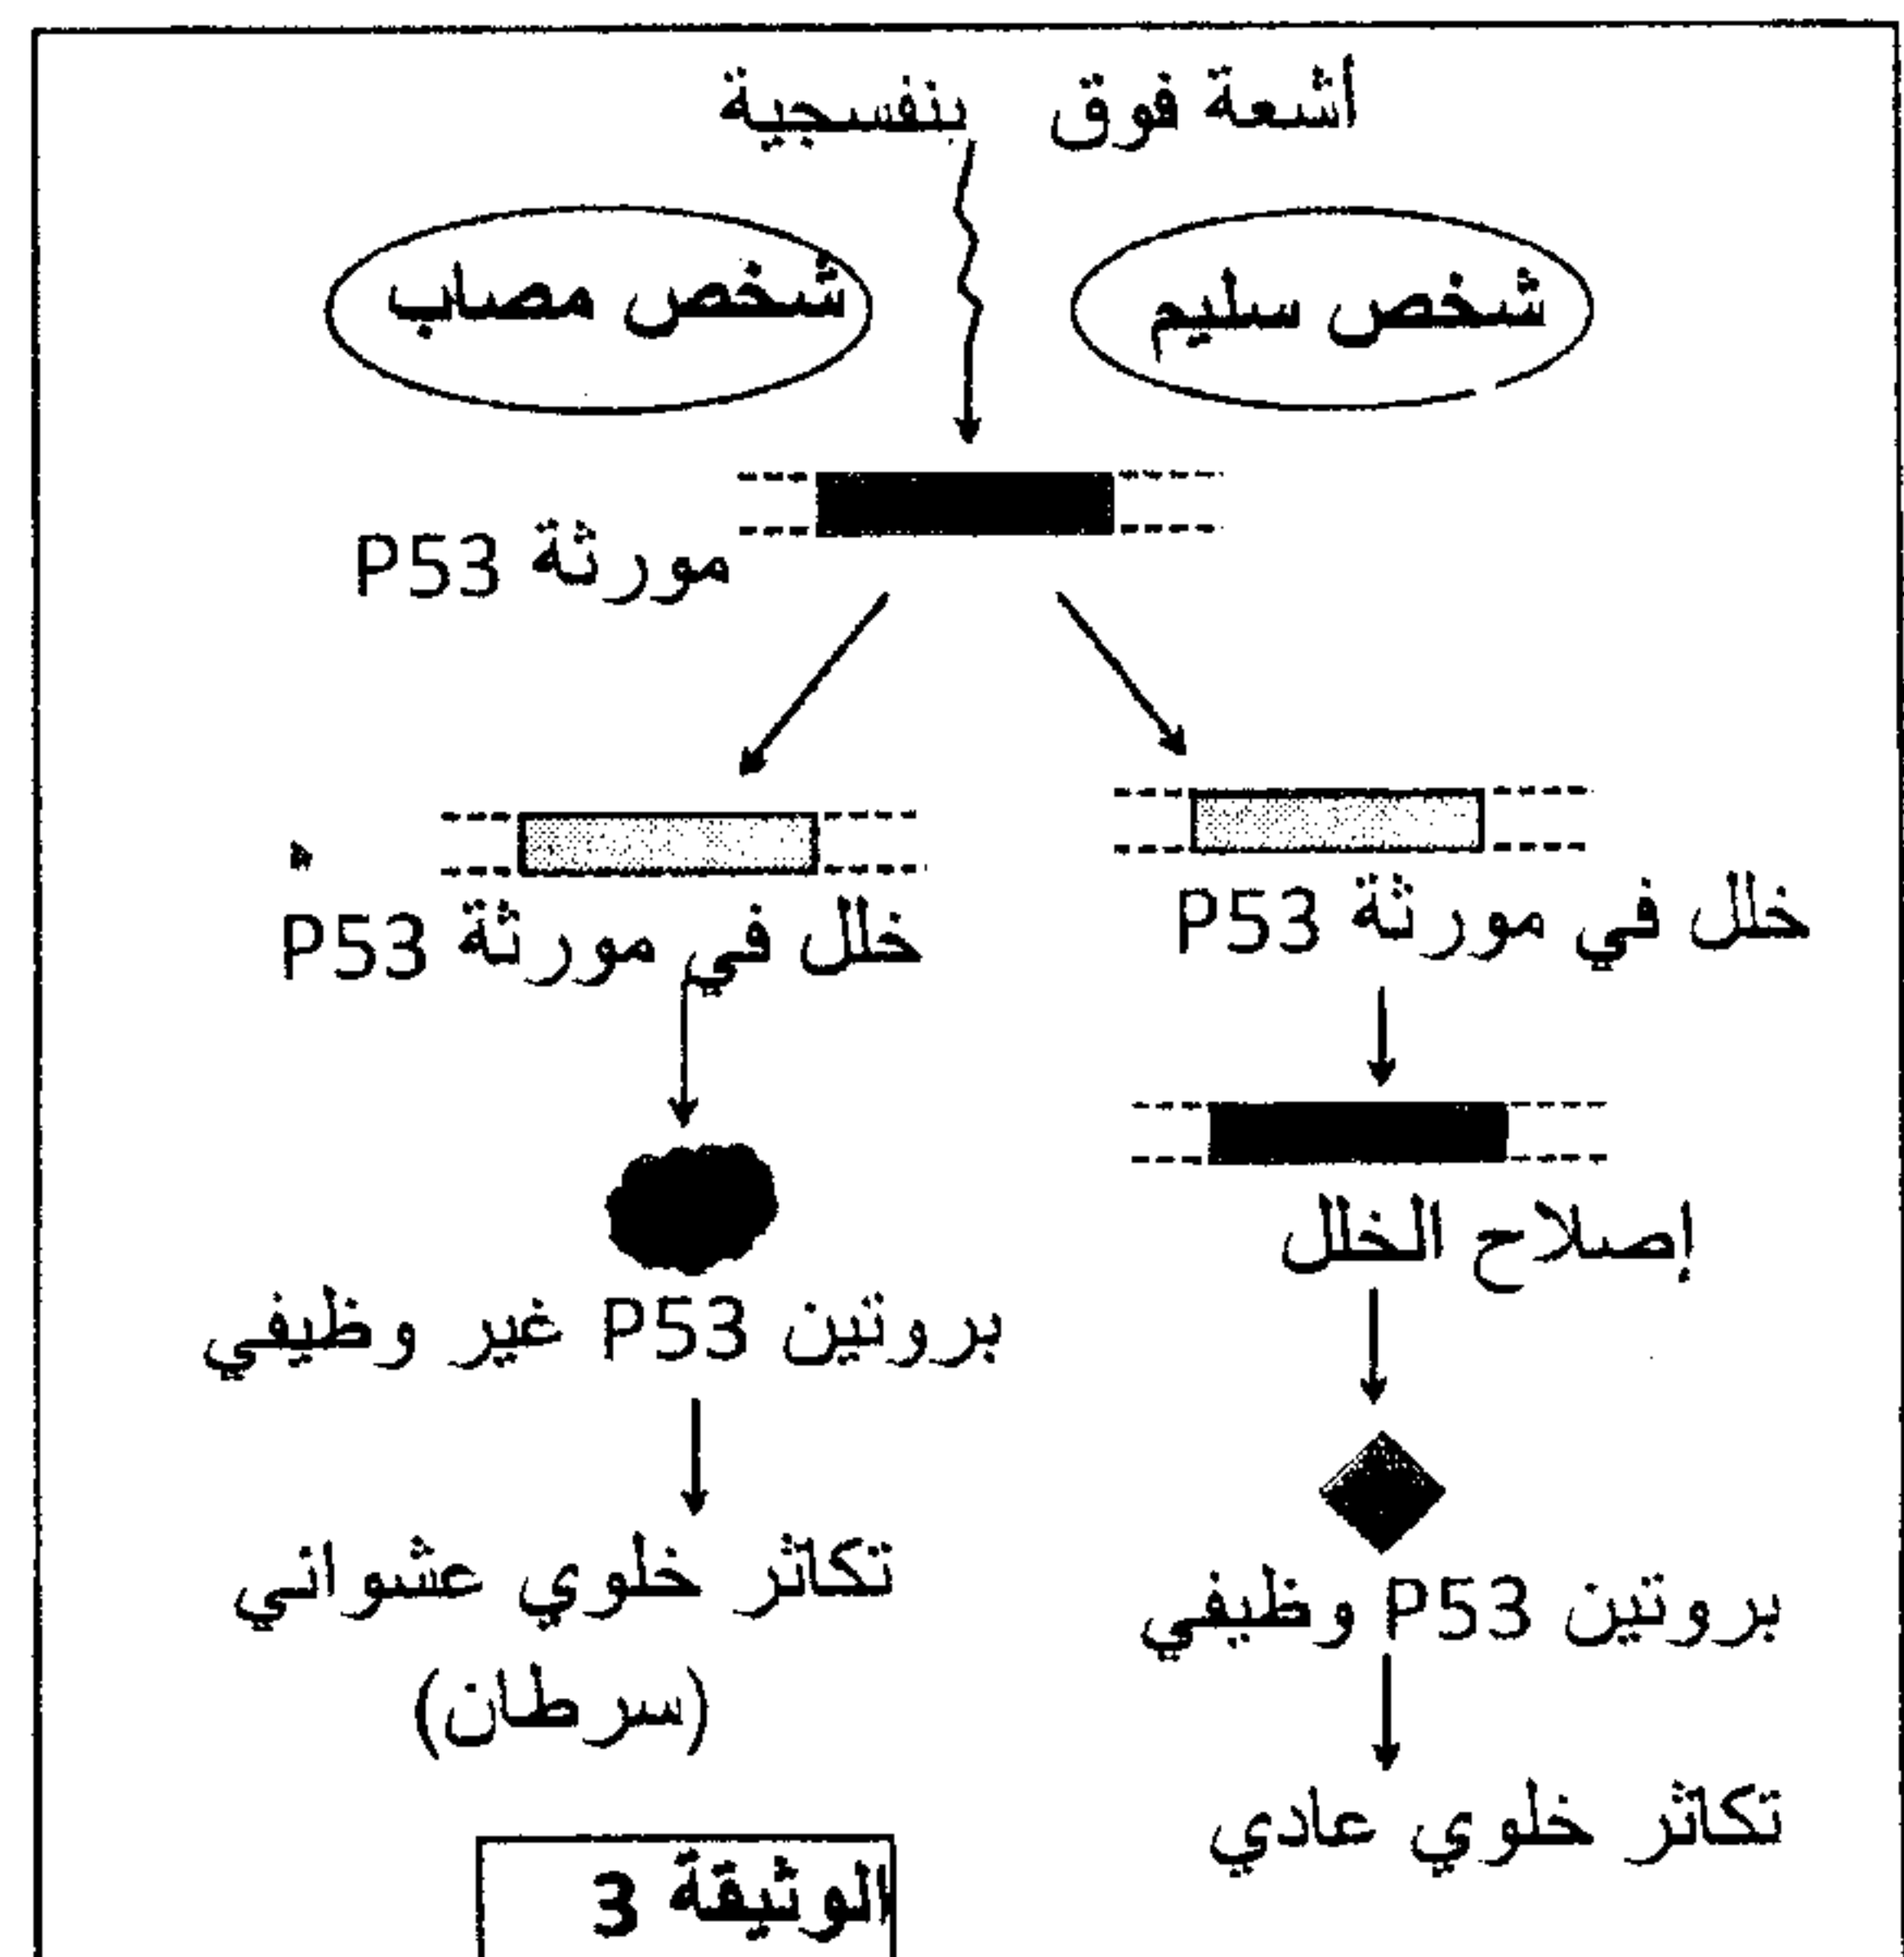 أشعة فوق بنفسجية
شخص سليم
شخص مصاب
مورثة P53
خلل في مورثة P53
خلل في مورثة P53
إصلاح الخلل
بروتين P53 غير وظيفي
تكاثر خلوي عشوائي
بروتين P53 وظيفي
(سرطان)
تكاثر خلوي عادي
الوثيقة 3